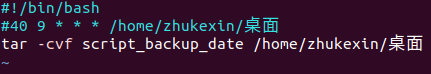 #!/bin/bash
#40 9 * * * /home/zhukexin/桌面
tar -cvf script_backup_date /home/zhukexin/桌面
~